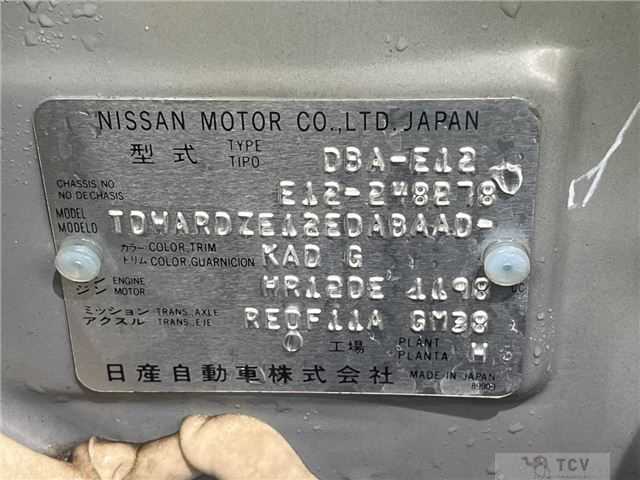 NISSAN MOTOR CO.,LTD. JAPAN
型式 TYPE TIPO DBA-E12
CHASSIS NO NO DECHASIS E12-248278
MODEL MODELO TDMARDZE12EDABAAD-
カラー COLOR,TRIM KAD G
トリム COLOR,GUARNICION
ジン ENGINE MOTOR HR12DE 1198 CC
ミッション TRANS.,AXLE RE0F11A GM38
アクスル TRANS.,EJE
工場 PLANT PLANTA H
日産自動車株式会社 MADE IN JAPAN
8990-1
TCV